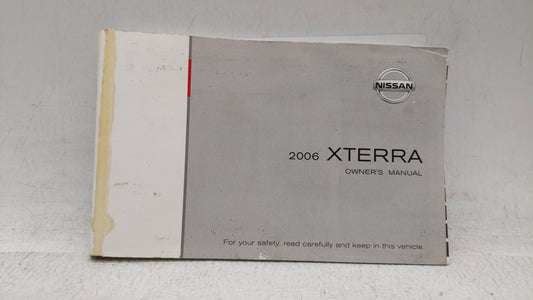 NISSAN
2006 XTERRA
OWNER'S MANUAL
For your safety, read carefully and keep in this vehicle.